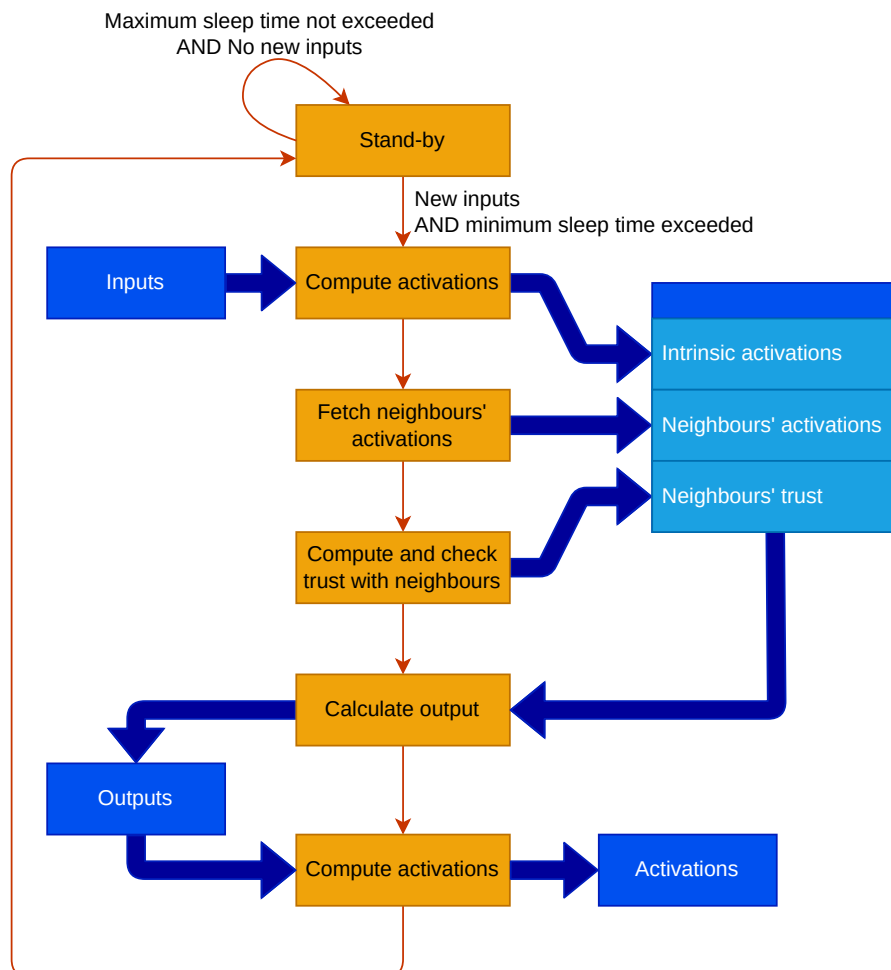 Maximum sleep time not exceeded
AND No new inputs
Stand-by
New inputs
AND minimum sleep time exceeded
Inputs
Compute activations
Intrinsic activations
Fetch neighbours'
activations
Neighbours' activations
Neighbours' trust
Compute and check
trust with neighbours
Calculate output
Outputs
Compute activations
Activations